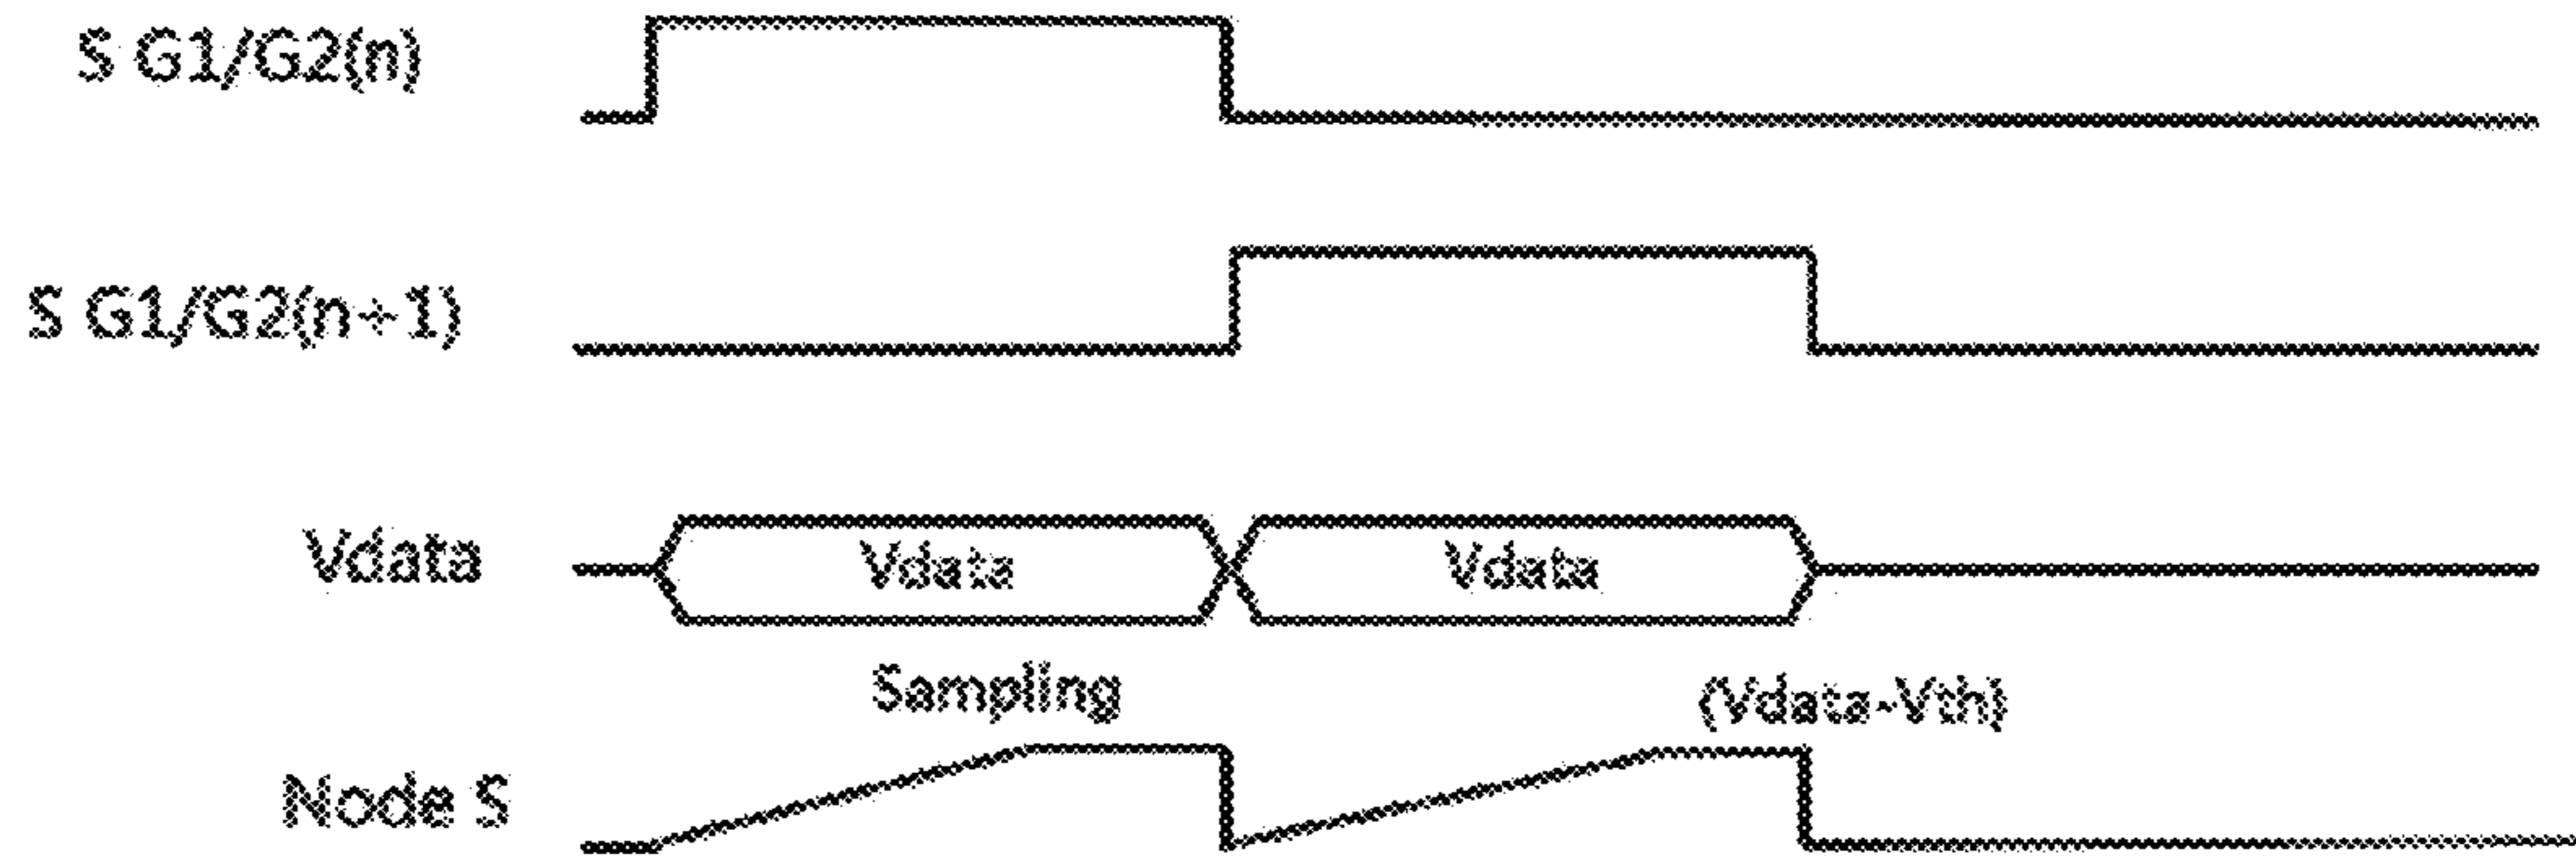 S G1/G2(n)
S G1/G2(n+1)
Vdata
Vdata
Vdata
Sampling
(Vdata-Vth)
Node S